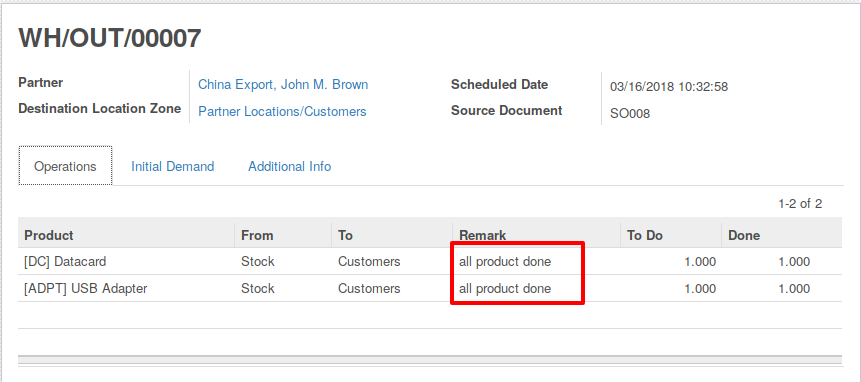 WH/OUT/00007
Partner China Export, John M. Brown Scheduled Date 03/16/2018 10:32:58
Destination Location Zone Partner Locations/Customers Source Document SO008
Operations Initial Demand Additional Info
1-2 of 2
Product From To Remark To Do Done
[DC] Datacard Stock Customers all product done 1.000 1.000
[ADPT] USB Adapter Stock Customers all product done 1.000 1.000